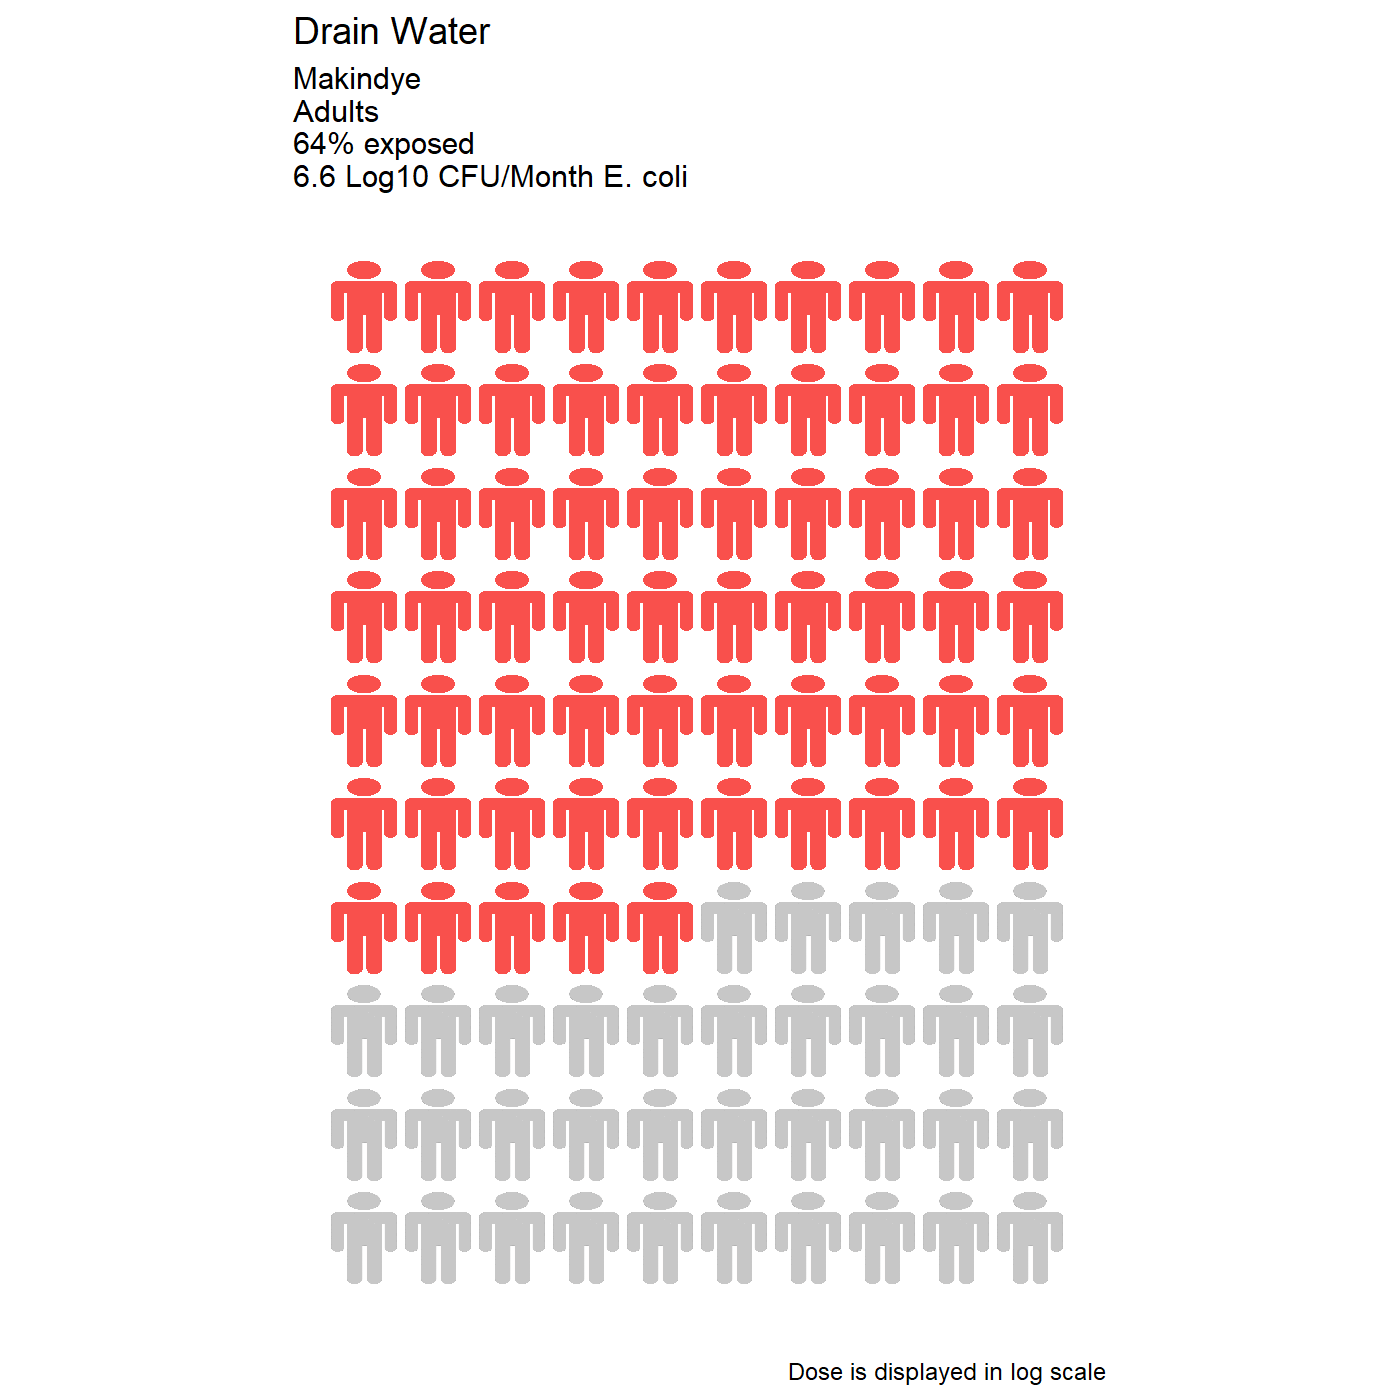 Drain Water
Makindye
Adults
64% exposed
6.6 Log10 CFU/Month E. coli
Dose is displayed in log scale